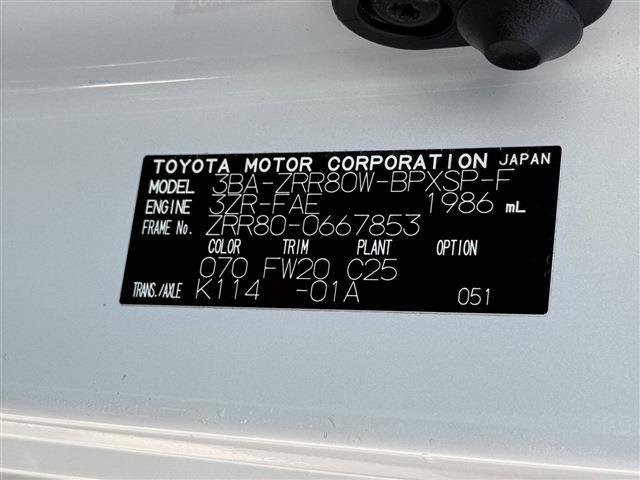 TOYOTA MOTOR CORPORATION JAPAN
MODEL 3BA-ZRR80W-BPXSP-F
ENGINE 3ZR-FAE 1986 mL
FRAME No. ZRR80-0667853
COLOR TRIM PLANT OPTION
070 FW20 C25
TRANS./AXLE K114 -01A 051